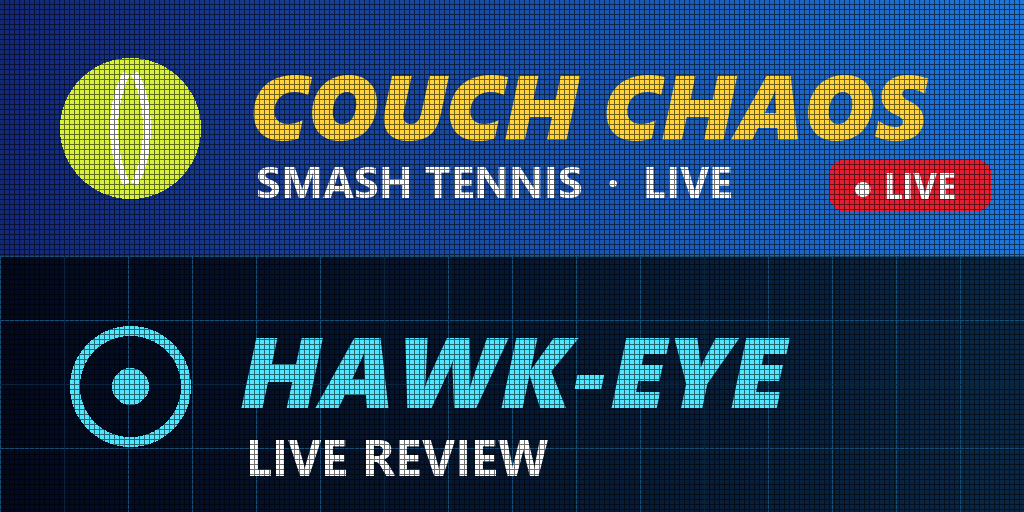 COUCH CHAOS
SMASH TENNIS · LIVE
● LIVE
HAWK-EYE
LIVE REVIEW